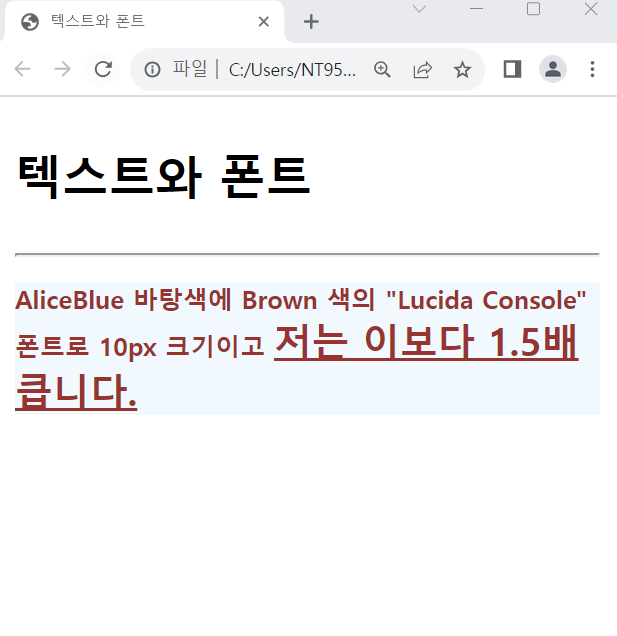 텍스트와 폰트
파일 | C:/Users/NT95...
텍스트와 폰트
AliceBlue 바탕색에 Brown 색의 "Lucida Console"
폰트로 10px 크기이고 저는 이보다 1.5배
큽니다.